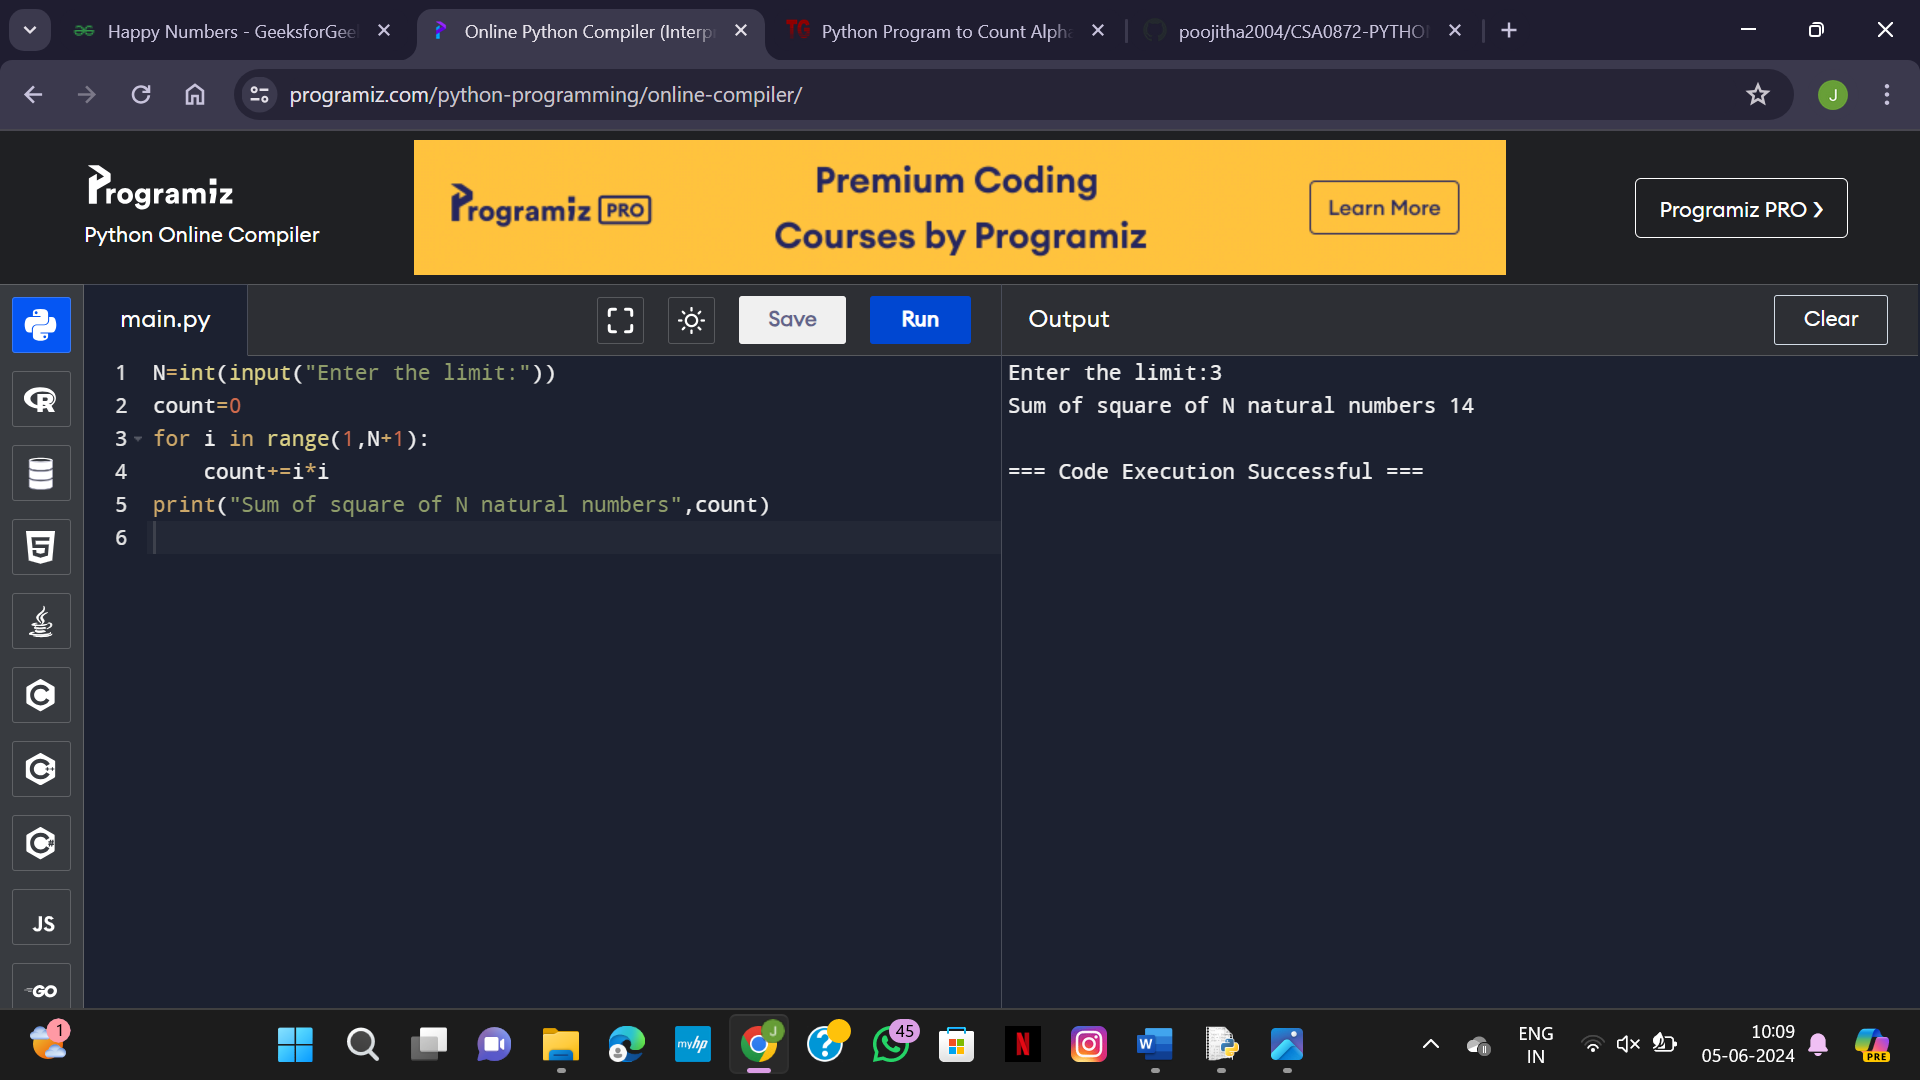 Happy Numbers - GeeksforGee
Online Python Compiler (Interp
TG
Python Program to Count Alpha
poojitha2004/CSA0872-PYTHO
programiz.com/python-programming/online-compiler/
J
Programiz
Python Online Compiler
Programiz PRO
Premium Coding
Courses by Programiz
Learn More
Programiz PRO ❯
main.py
Save
Run
Output
Clear
1 N=int(input("Enter the limit:"))
2 count=0
3 for i in range(1,N+1):
4 count+=i*i
5 print("Sum of square of N natural numbers",count)
6
Enter the limit:3
Sum of square of N natural numbers 14
=== Code Execution Successful ===
R
5
C
C++
C#
JS
GO
1
myhp
J
?
45
N
W
ENG
IN
10:09
05-06-2024
PRE